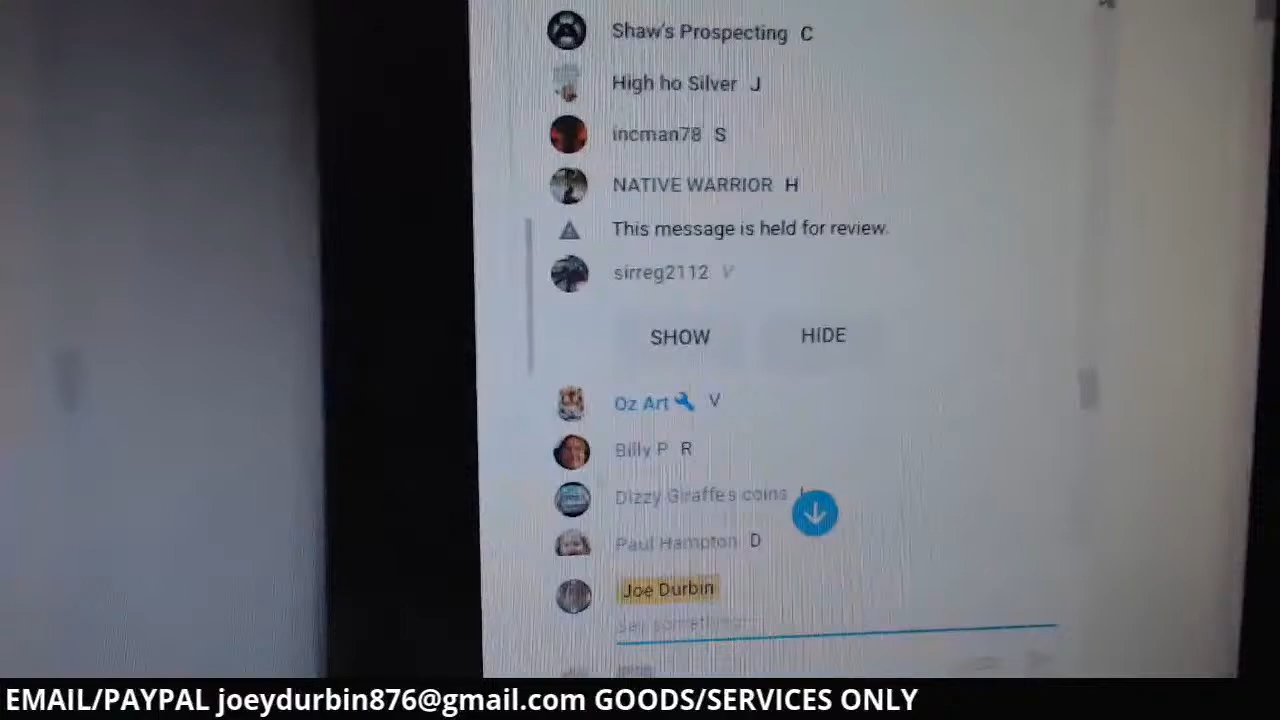 Shaw's Prospecting C
High ho Silver J
incman78 S
NATIVE WARRIOR H
This message is held for review.
sirreg2112 V
SHOW HIDE
Oz Art V
Billy P R
Dizzy Giraffes coins
Paul Hampton D
Joe Durbin
Say something...
EMAIL/PAYPAL joeydurbin876@gmail.com GOODS/SERVICES ONLY